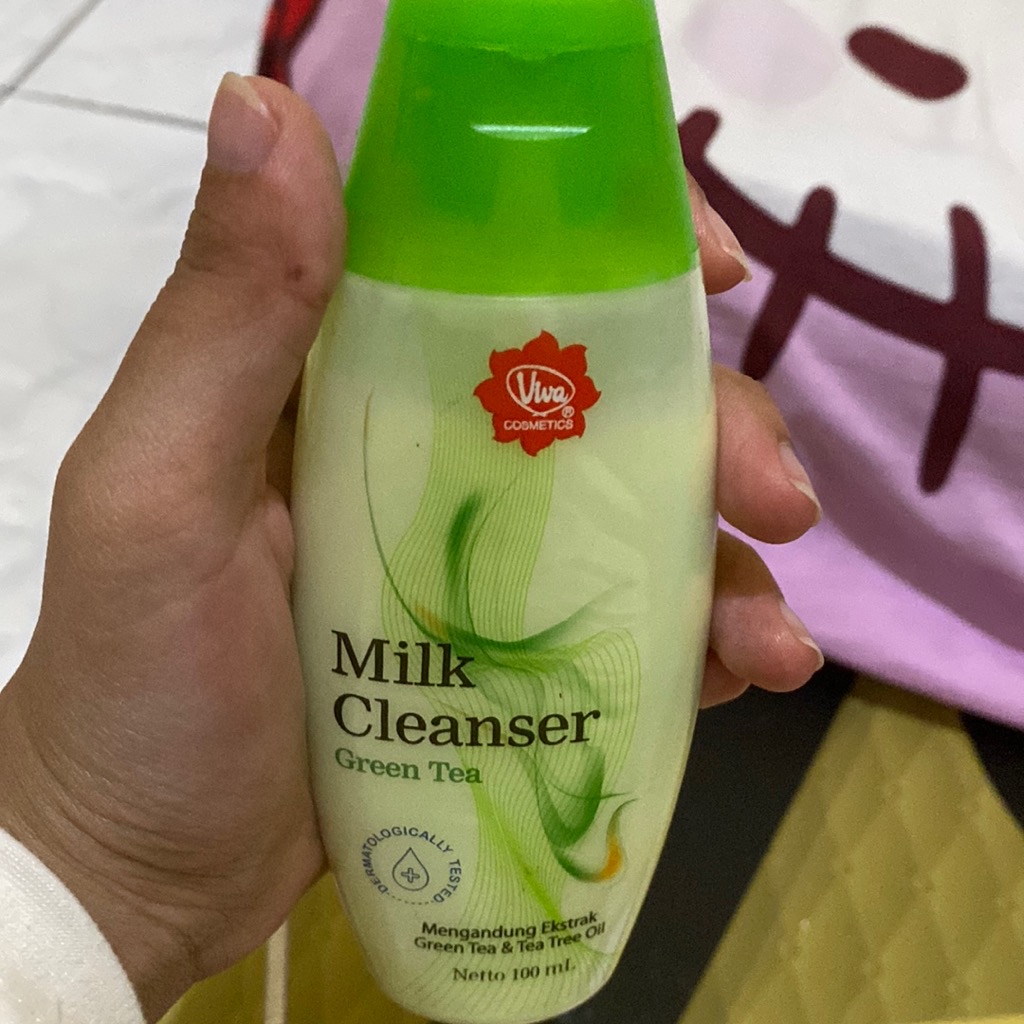 Viva®
COSMETICS
Milk
Cleanser
Green Tea
DERMATOLOGICALLY TESTED
Mengandung Ekstrak
Green Tea & Tea Tree Oil
Netto 100 mL